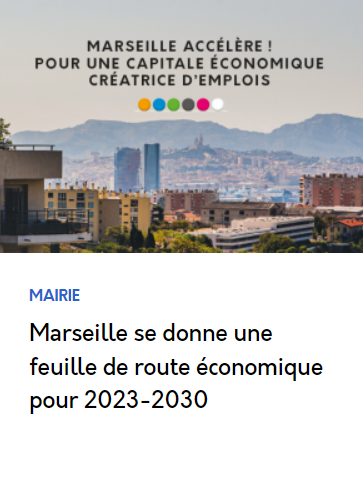 MARSEILLE ACCÉLÈRE !
POUR UNE CAPITALE ÉCONOMIQUE
CRÉATRICE D'EMPLOIS
MAIRIE
Marseille se donne une
feuille de route économique
pour 2023-2030